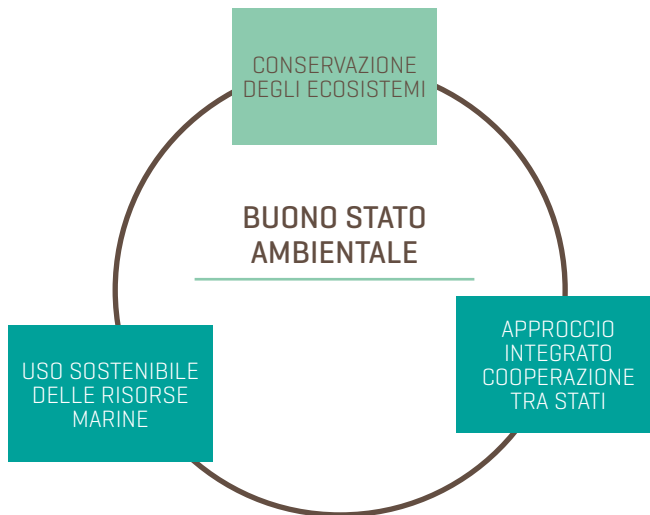 CONSERVAZIONE
DEGLI ECOSISTEMI
BUONO STATO
AMBIENTALE
USO SOSTENIBILE
DELLE RISORSE
MARINE
APPROCCIO
INTEGRATO
COOPERAZIONE
TRA STATI